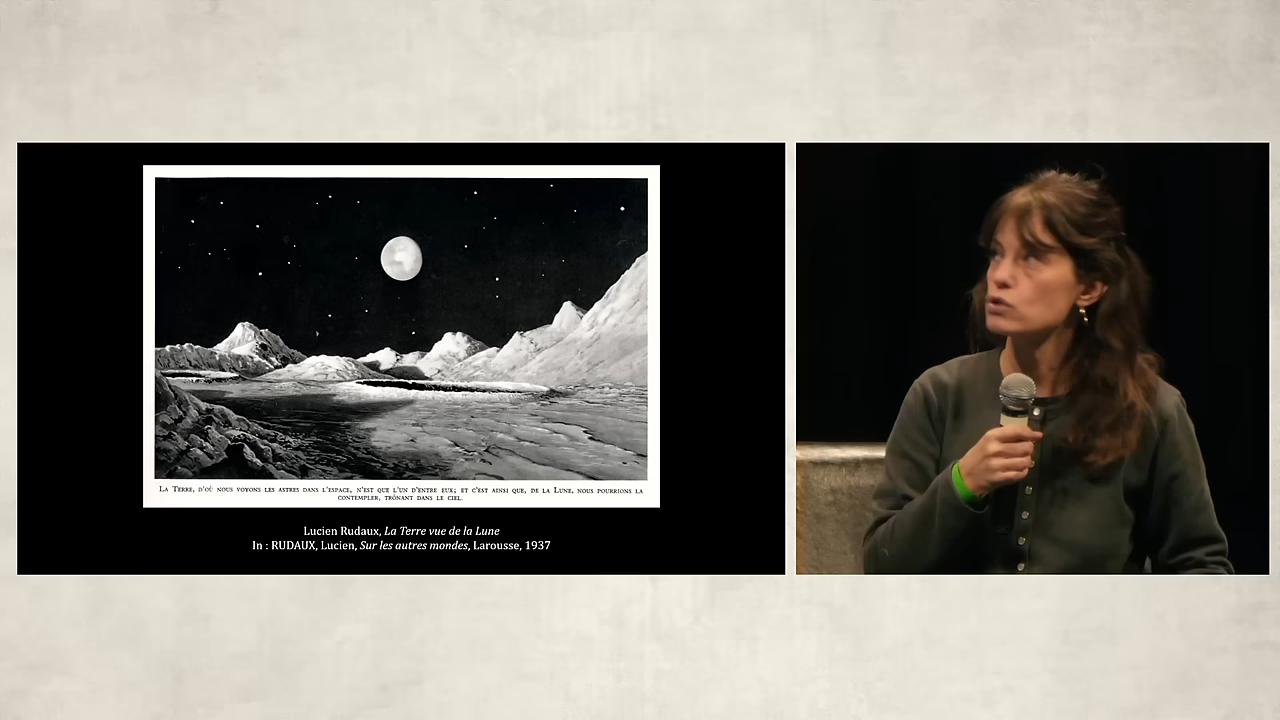 La Terre, d'où nous voyons les astres dans l'espace, n'est que l'un d'entre eux; et c'est ainsi que, de la Lune, nous pourrions la
contempler, trônant dans le ciel.
Lucien Rudaux, La Terre vue de la Lune
In : RUDAUX, Lucien, Sur les autres mondes, Larousse, 1937